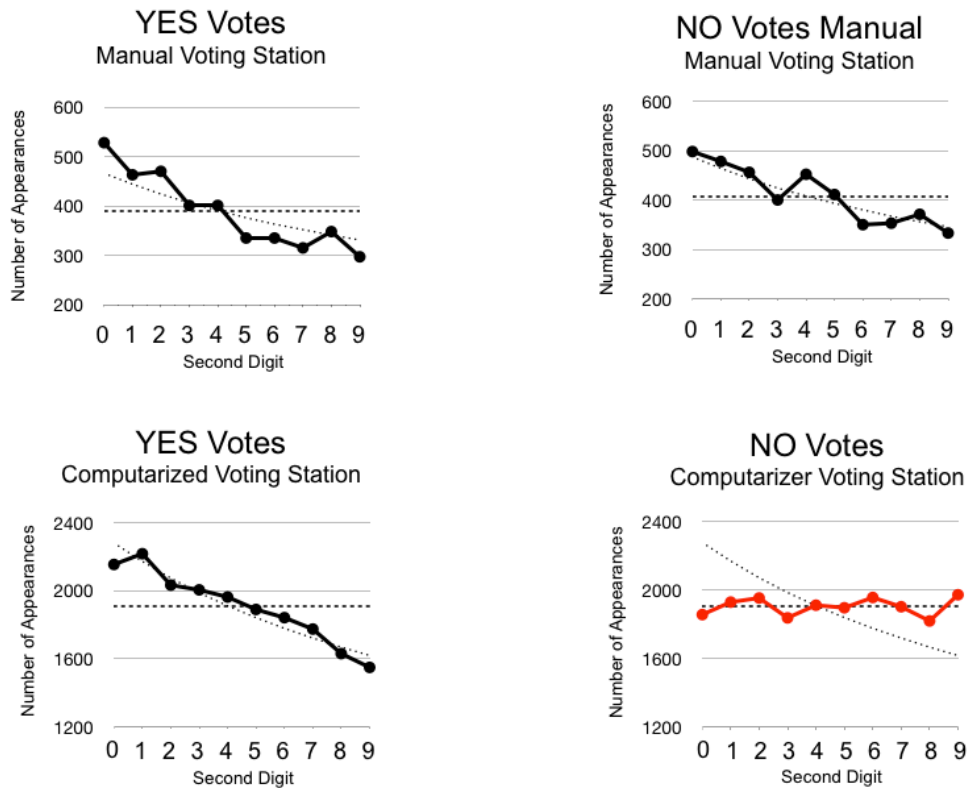 YES Votes
Manual Voting Station
Number of Appearances
600
500
400
300
200
0 1 2 3 4 5 6 7 8 9
Second Digit
NO Votes Manual
Manual Voting Station
Number of Appearances
600
500
400
300
200
0 1 2 3 4 5 6 7 8 9
Second Digit
YES Votes
Computarized Voting Station
Number of Appearances
2400
2000
1600
1200
0 1 2 3 4 5 6 7 8 9
Second Digit
NO Votes
Computarizer Voting Station
Number of Appearances
2400
2000
1600
1200
0 1 2 3 4 5 6 7 8 9
Second Digit